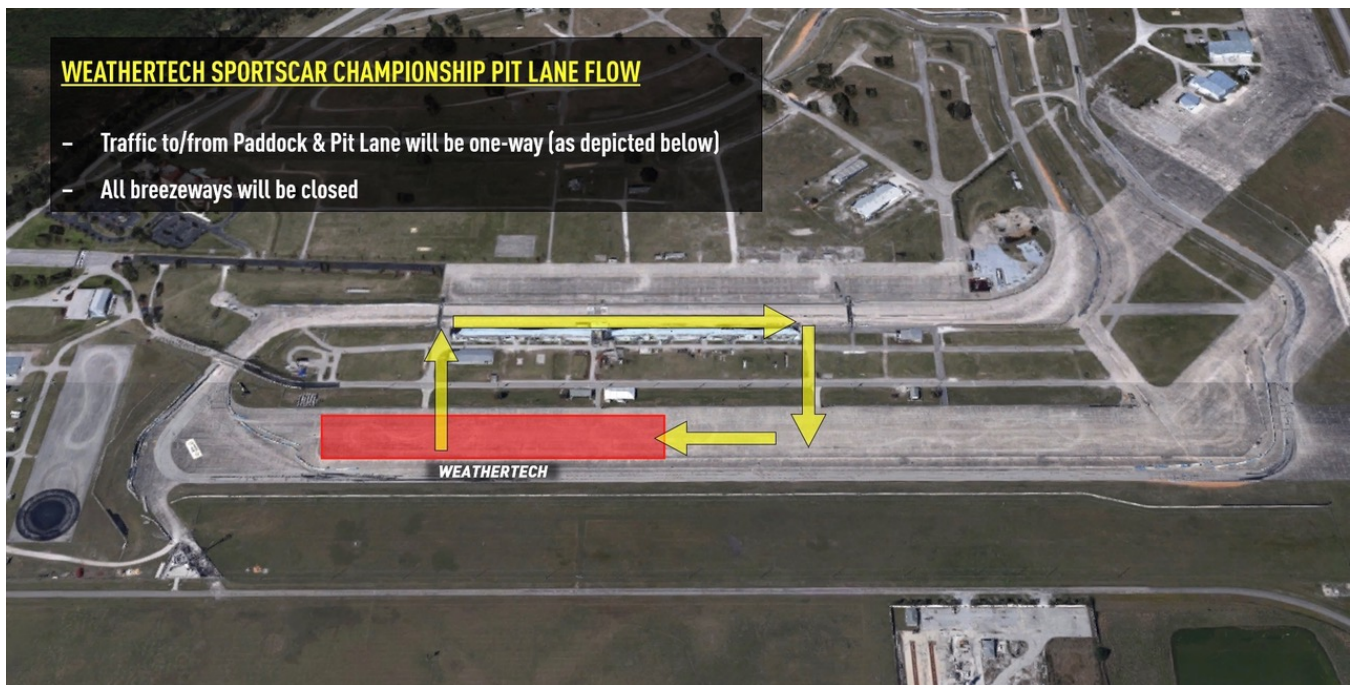 WEATHERTECH SPORTSCAR CHAMPIONSHIP PIT LANE FLOW
– Traffic to/from Paddock & Pit Lane will be one-way (as depicted below)
– All breezeways will be closed
WEATHERTECH